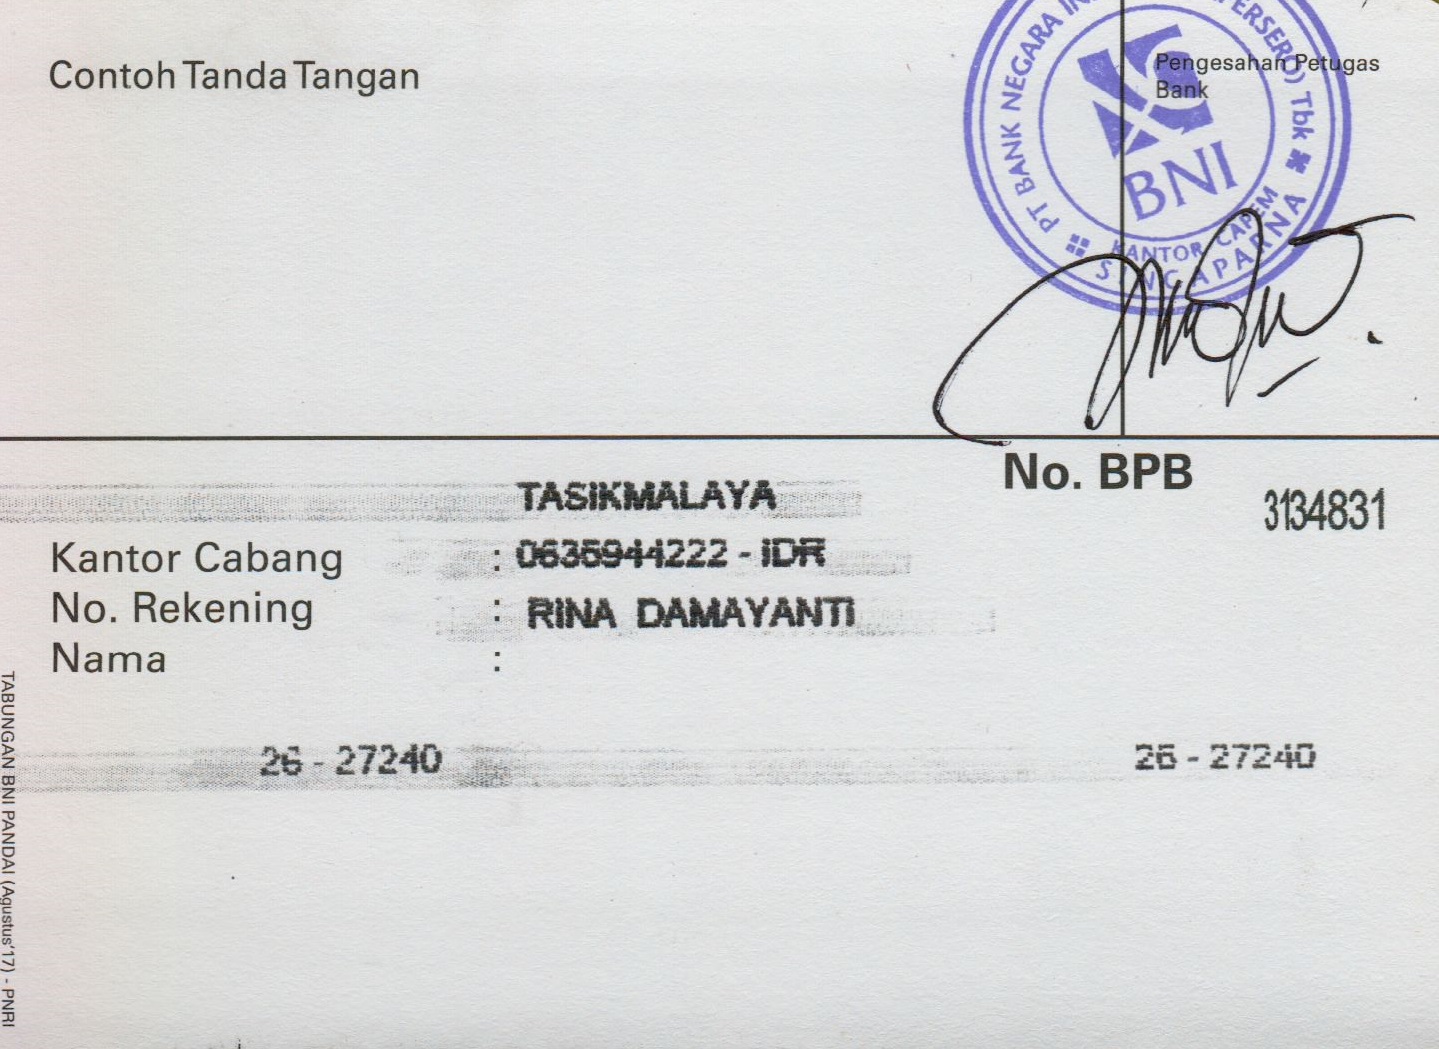 Contoh Tanda Tangan
Pengesahan Petugas
Bank
PT BANK NEGARA IN ERSERO)) Tbk
BNI
KANTOR CAPEM
SINGAPARNA
No. BPB
3134831
TASIKMALAYA
Kantor Cabang : 0635944222 - IDR
No. Rekening : RINA DAMAYANTI
Nama :
26 - 27240 26 - 27240
TABUNGAN BNI PANDAI (Agustus'17) - PNRI